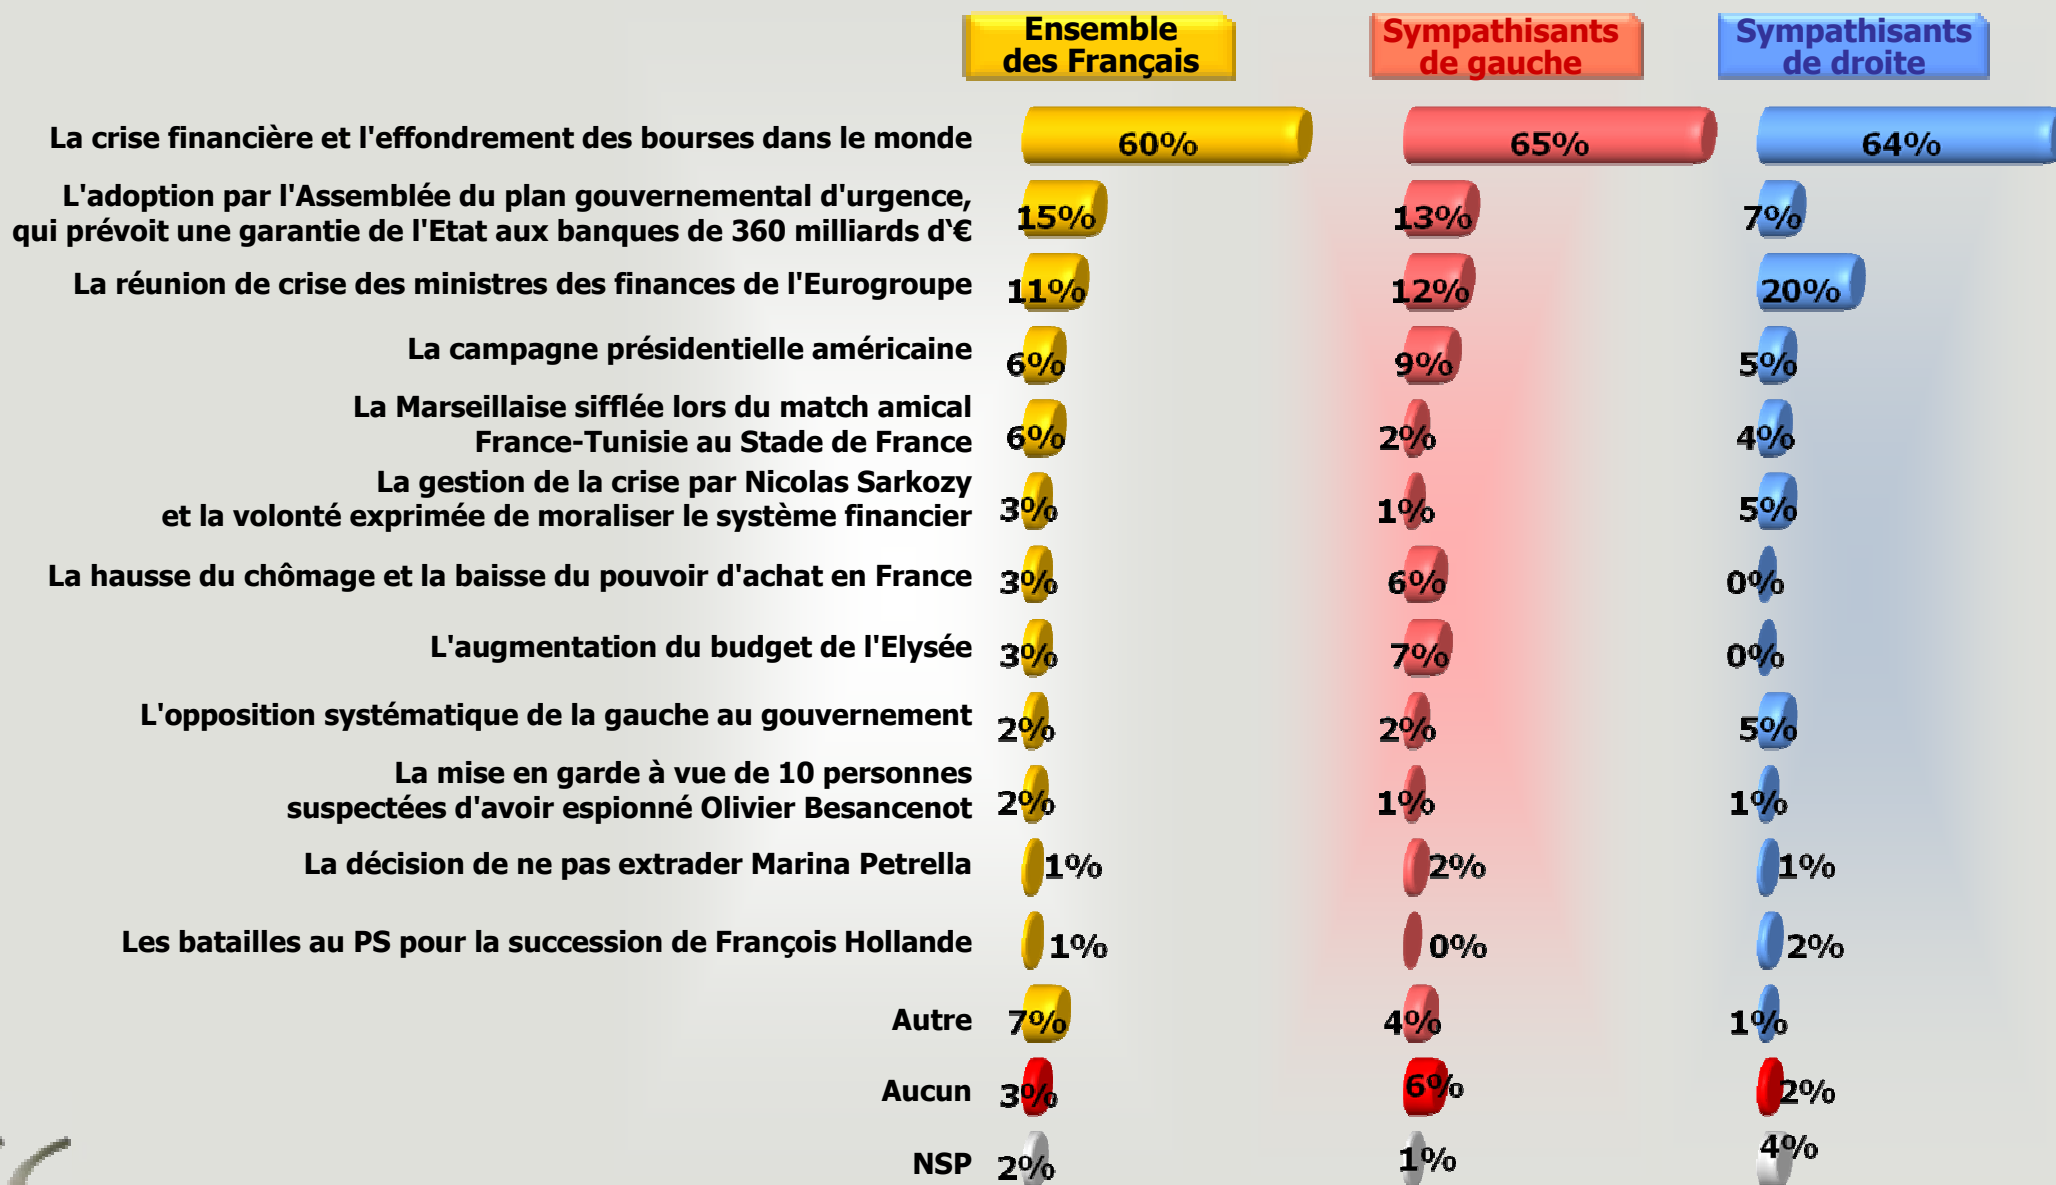 Ensemble
des Français
Sympathisants
de gauche
Sympathisants
de droite
La crise financière et l'effondrement des bourses dans le monde 60% 65% 64%
L'adoption par l'Assemblée du plan gouvernemental d'urgence,
qui prévoit une garantie de l'Etat aux banques de 360 milliards d‘€ 15% 13% 7%
La réunion de crise des ministres des finances de l'Eurogroupe 11% 12% 20%
La campagne présidentielle américaine 6% 9% 5%
La Marseillaise sifflée lors du match amical
France-Tunisie au Stade de France 6% 2% 4%
La gestion de la crise par Nicolas Sarkozy
et la volonté exprimée de moraliser le système financier 3% 1% 5%
La hausse du chômage et la baisse du pouvoir d'achat en France 3% 6% 0%
L'augmentation du budget de l'Elysée 3% 7% 0%
L'opposition systématique de la gauche au gouvernement 2% 2% 5%
La mise en garde à vue de 10 personnes
suspectées d'avoir espionné Olivier Besancenot 2% 1% 1%
La décision de ne pas extrader Marina Petrella 1% 2% 1%
Les batailles au PS pour la succession de François Hollande 1% 0% 2%
Autre 7% 4% 1%
Aucun 3% 6% 2%
NSP 2% 1% 4%